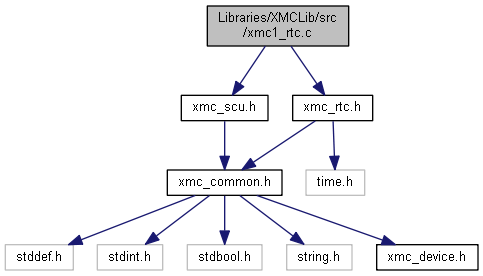 Libraries/XMCLib/src
/xmc1_rtc.c
xmc_scu.h
xmc_rtc.h
xmc_common.h
time.h
stddef.h
stdint.h
stdbool.h
string.h
xmc_device.h